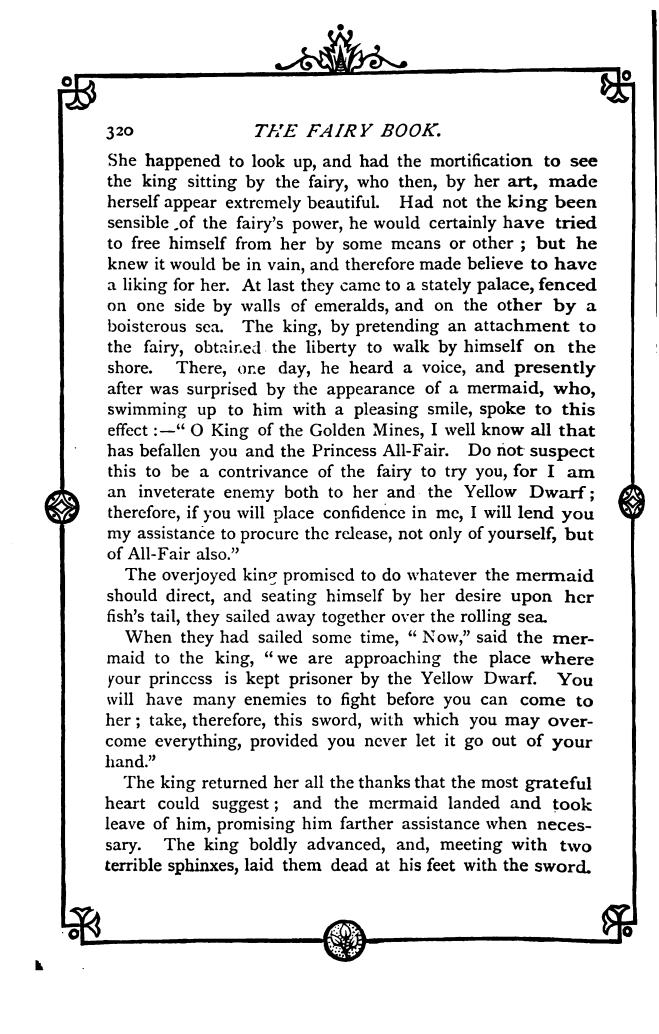 320 THE FAIRY BOOK.
She happened to look up, and had the mortification to see
the king sitting by the fairy, who then, by her art, made
herself appear extremely beautiful. Had not the king been
sensible of the fairy's power, he would certainly have tried
to free himself from her by some means or other ; but he
knew it would be in vain, and therefore made believe to have
a liking for her. At last they came to a stately palace, fenced
on one side by walls of emeralds, and on the other by a
boisterous sea. The king, by pretending an attachment to
the fairy, obtained the liberty to walk by himself on the
shore. There, one day, he heard a voice, and presently
after was surprised by the appearance of a mermaid, who,
swimming up to him with a pleasing smile, spoke to this
effect :—“ O King of the Golden Mines, I well know all that
has befallen you and the Princess All-Fair. Do not suspect
this to be a contrivance of the fairy to try you, for I am
an inveterate enemy both to her and the Yellow Dwarf ;
therefore, if you will place confidence in me, I will lend you
my assistance to procure the release, not only of yourself, but
of All-Fair also.”
The overjoyed king promised to do whatever the mermaid
should direct, and seating himself by her desire upon her
fish's tail, they sailed away together over the rolling sea.
When they had sailed some time, “ Now,” said the mer-
maid to the king, “ we are approaching the place where
your princess is kept prisoner by the Yellow Dwarf. You
will have many enemies to fight before you can come to
her ; take, therefore, this sword, with which you may over-
come everything, provided you never let it go out of your
hand.”
The king returned her all the thanks that the most grateful
heart could suggest ; and the mermaid landed and took
leave of him, promising him farther assistance when neces-
sary. The king boldly advanced, and, meeting with two
terrible sphinxes, laid them dead at his feet with the sword.